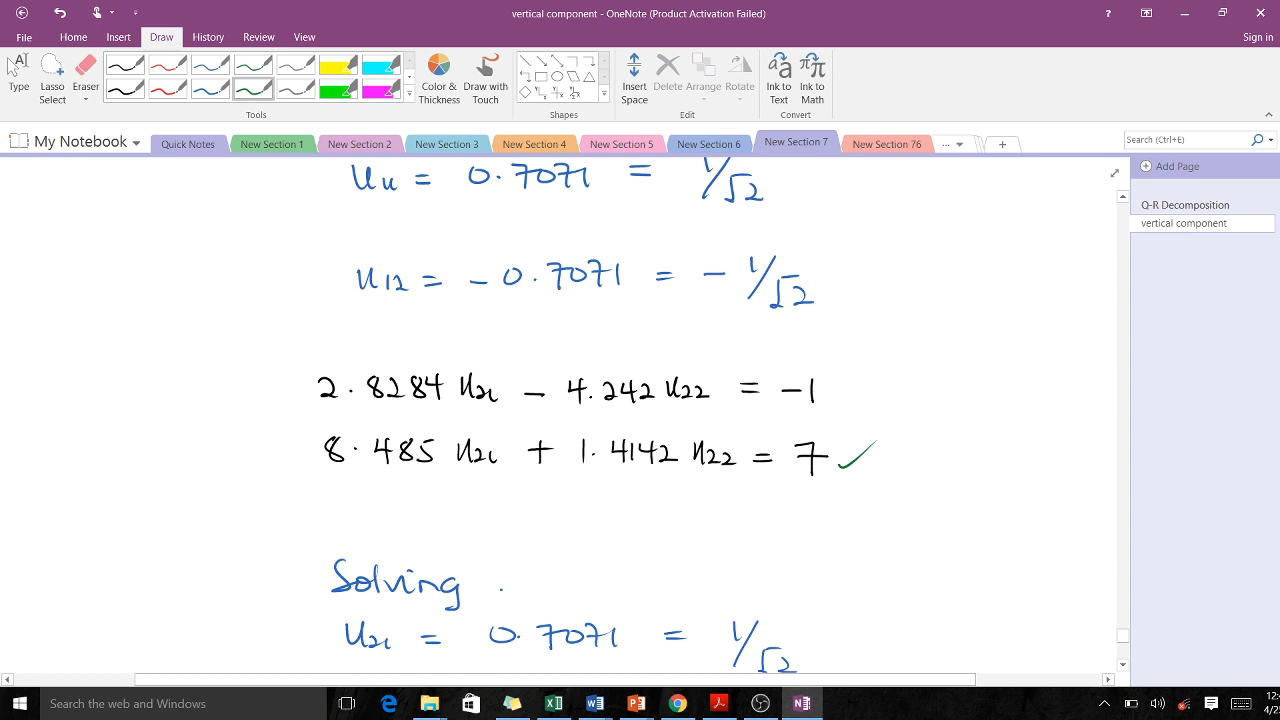 vertical component - OneNote (Product Activation Failed)
Sign in
File Home Insert Draw History Review View
Type
Lasso Select
Eraser
Color & Thickness
Draw with Touch
Insert Space
Delete
Arrange
Rotate
Ink to Text
Ink to Math
Tools
Shapes
Edit
Convert
My Notebook
Quick Notes
New Section 1
New Section 2
New Section 3
New Section 4
New Section 5
New Section 6
New Section 7
New Section 76
...
Search (Ctrl+E)
Add Page
Q-R Decomposition
vertical component
u11 = 0.7071 = 1/√2
u12 = - 0.7071 = - 1/√2
2.8284 u21 - 4.242 u22 = -1
8.485 u21 + 1.4142 u22 = 7 ✓
Solving .
u21 = 0.7071 = 1/√2
Search the web and Windows